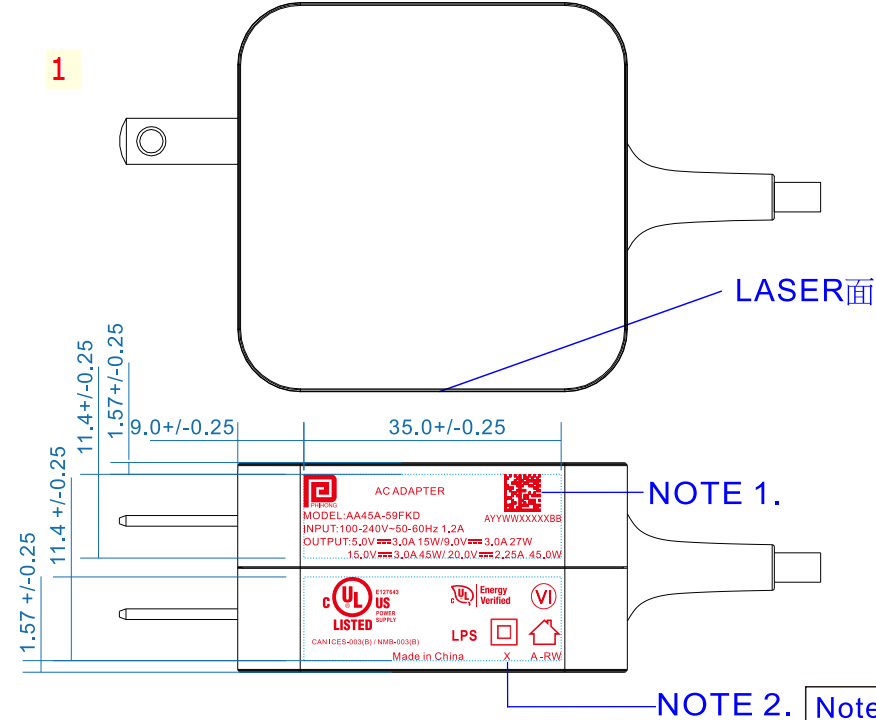 1
LASER面
11.4+/-0.25
1.57+/-0.25
9.0+/-0.25
35.0+/-0.25
11.4 +/-0.25
1.57 +/-0.25
PHIHONG
AC ADAPTER
NOTE 1.
MODEL:AA45A-59FKD
AYYWWXXXXXBB
INPUT:100-240V~50-60Hz 1.2A
OUTPUT:5.0V⎓3.0A 15W/9.0V⎓3.0A 27W
15.0V⎓3.0A 45W/ 20.0V⎓2.25A 45.0W
C UL US
LISTED
E127643
POWER
SUPPLY
C UL Energy
Verified
VI
CAN ICES-003(B) / NMB-003(B)
LPS
Made in China
X
A -RW
NOTE 2.
Note